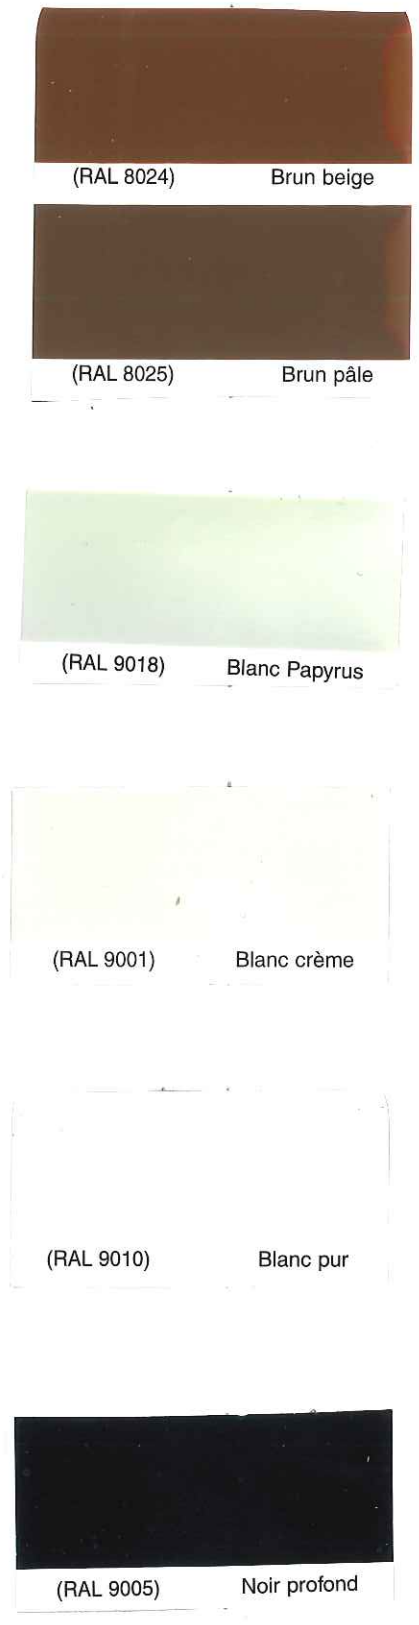 (RAL 8024) Brun beige
(RAL 8025) Brun pâle
(RAL 9018) Blanc Papyrus
(RAL 9001) Blanc crème
(RAL 9010) Blanc pur
(RAL 9005) Noir profond